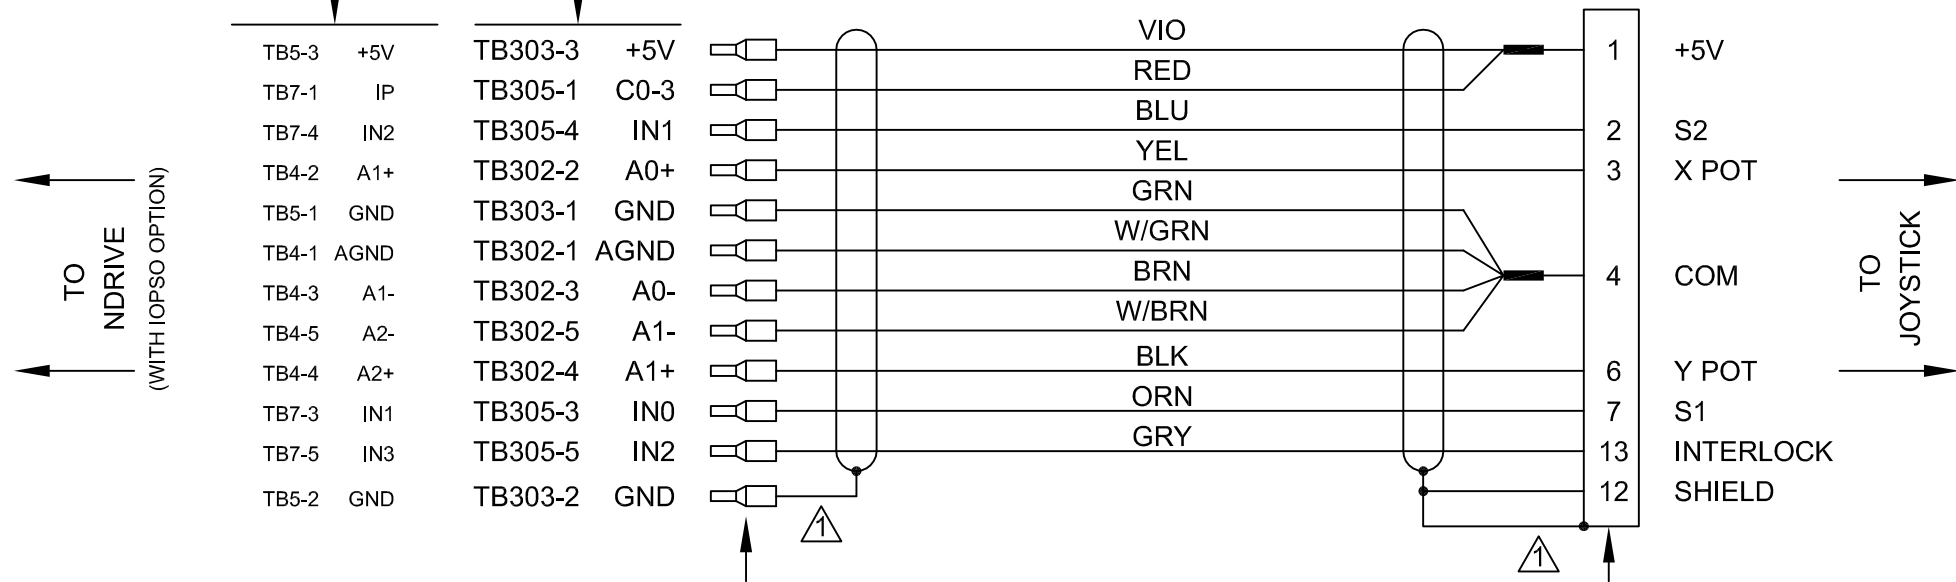 TB5-3 +5V TB303-3 +5V VIO 1 +5V
TB7-1 IP TB305-1 C0-3 RED
TB7-4 IN2 TB305-4 IN1 BLU 2 S2
TB4-2 A1+ TB302-2 A0+ YEL 3 X POT
TB5-1 GND TB303-1 GND GRN
TB4-1 AGND TB302-1 AGND W/GRN
TB4-3 A1- TB302-3 A0- BRN 4 COM
TB4-5 A2- TB302-5 A1- W/BRN
TB4-4 A2+ TB302-4 A1+ BLK 6 Y POT
TB7-3 IN1 TB305-3 IN0 ORN 7 S1
TB7-5 IN3 TB305-5 IN2 GRY 13 INTERLOCK
TB5-2 GND TB303-2 GND 12 SHIELD
TO
NDRIVE
(WITH IOPSO OPTION)
TO
JOYSTICK
1
1